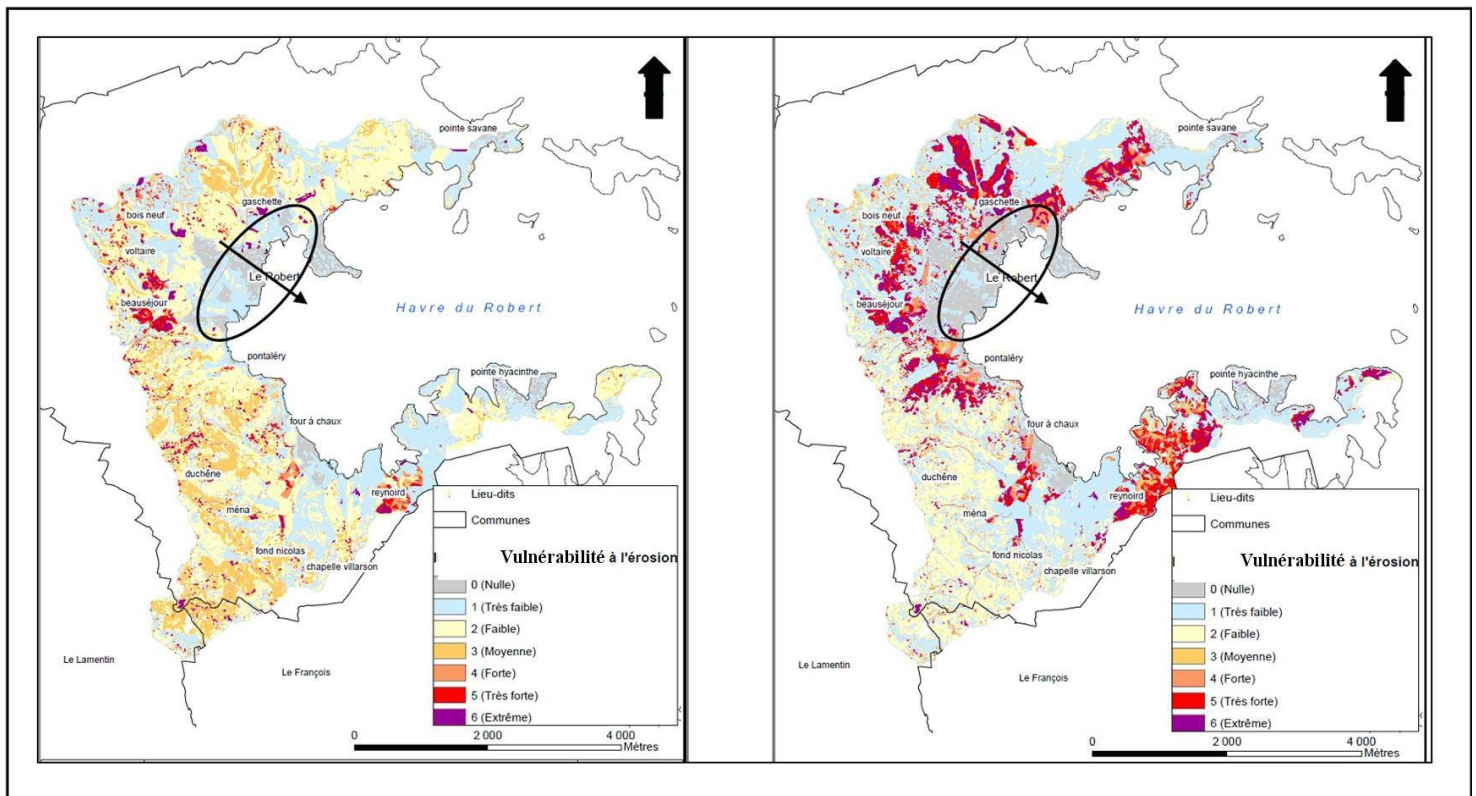 pointe savane
gaschette
bois neuf
voltaire
Le Robert
beauséjour
Havre du Robert
pontaléry
pointe hyacinthe
four à chaux
duchêne
reynoird
ména
fond nicolas
chapelle villarson
Le Lamentin
Le François
Lieu-dits
Communes
Vulnérabilité à l'érosion
0 (Nulle)
1 (Très faible)
2 (Faible)
3 (Moyenne)
4 (Forte)
5 (Très forte)
6 (Extrême)
0 2 000 4 000
Mètres
pointe savane
gaschette
bois neuf
voltaire
Le Robert
beauséjour
Havre du Robert
pontaléry
pointe hyacinthe
four à chaux
duchêne
reynoird
ména
fond nicolas
chapelle villarson
Le Lamentin
Le François
Lieu-dits
Communes
Vulnérabilité à l'érosion
0 (Nulle)
1 (Très faible)
2 (Faible)
3 (Moyenne)
4 (Forte)
5 (Très forte)
6 (Extrême)
0 2 000 4 000
Mètres